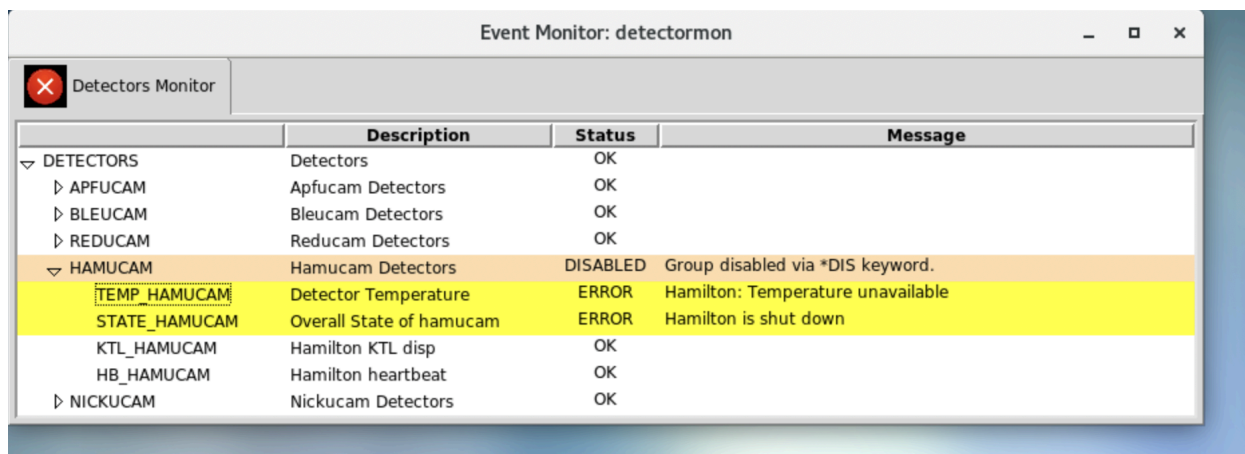 Event Monitor: detectormon
Detectors Monitor
Description Status Message
DETECTORS Detectors OK
APFUCAM Apfucam Detectors OK
BLEUCAM Bleucam Detectors OK
REDUCAM Reducam Detectors OK
HAMUCAM Hamucam Detectors DISABLED Group disabled via *DIS keyword.
TEMP_HAMUCAM Detector Temperature ERROR Hamilton: Temperature unavailable
STATE_HAMUCAM Overall State of hamucam ERROR Hamilton is shut down
KTL_HAMUCAM Hamilton KTL disp OK
HB_HAMUCAM Hamilton heartbeat OK
NICKUCAM Nickucam Detectors OK